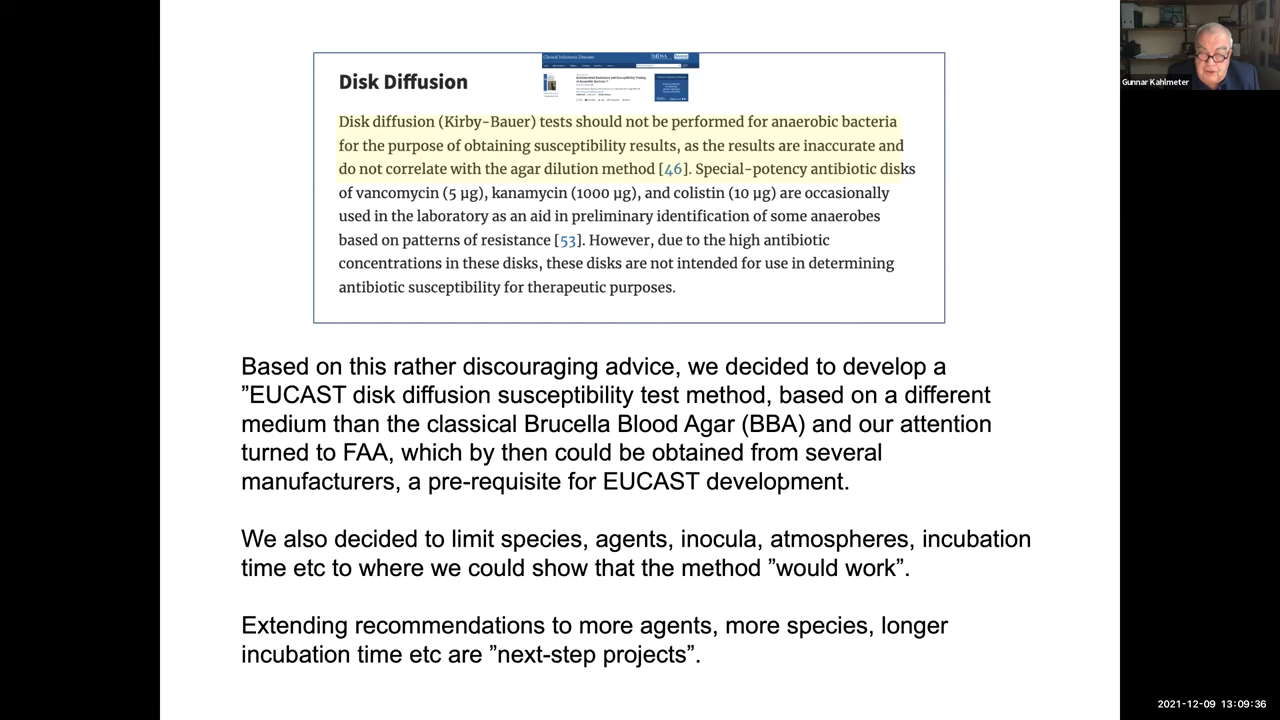 Disk Diffusion
Clinical Infectious Diseases
Disk diffusion (Kirby-Bauer) tests should not be performed for anaerobic bacteria
for the purpose of obtaining susceptibility results, as the results are inaccurate and
do not correlate with the agar dilution method [46]. Special-potency antibiotic disks
of vancomycin (5 µg), kanamycin (1000 µg), and colistin (10 µg) are occasionally
used in the laboratory as an aid in preliminary identification of some anaerobes
based on patterns of resistance [53]. However, due to the high antibiotic
concentrations in these disks, these disks are not intended for use in determining
antibiotic susceptibility for therapeutic purposes.
Based on this rather discouraging advice, we decided to develop a
”EUCAST disk diffusion susceptibility test method, based on a different
medium than the classical Brucella Blood Agar (BBA) and our attention
turned to FAA, which by then could be obtained from several
manufacturers, a pre-requisite for EUCAST development.
We also decided to limit species, agents, inocula, atmospheres, incubation
time etc to where we could show that the method ”would work”.
Extending recommendations to more agents, more species, longer
incubation time etc are ”next-step projects”.
Gunnar Kahlmeter
2021-12-09 13:09:36